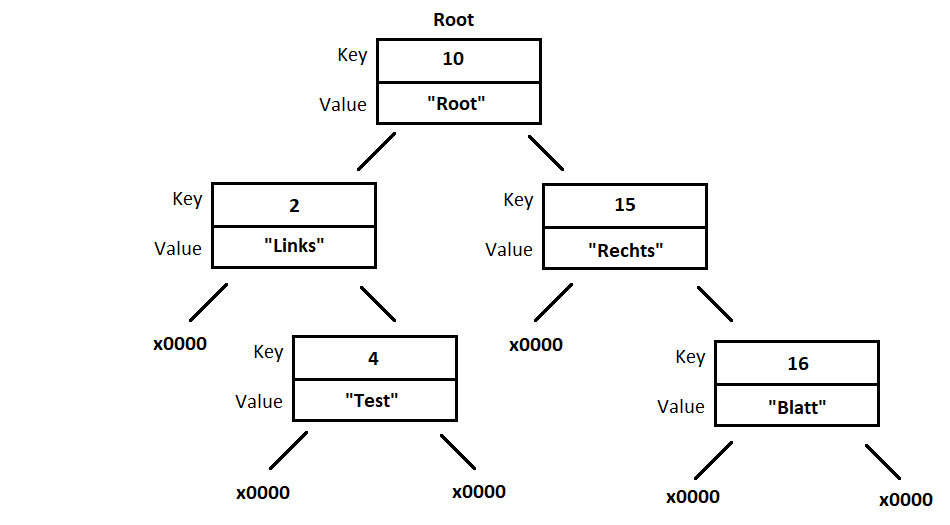 Root
Key 10
Value "Root"
Key 2
Value "Links"
Key 15
Value "Rechts"
x0000
Key 4
Value "Test"
x0000
Key 16
Value "Blatt"
x0000
x0000
x0000
x0000